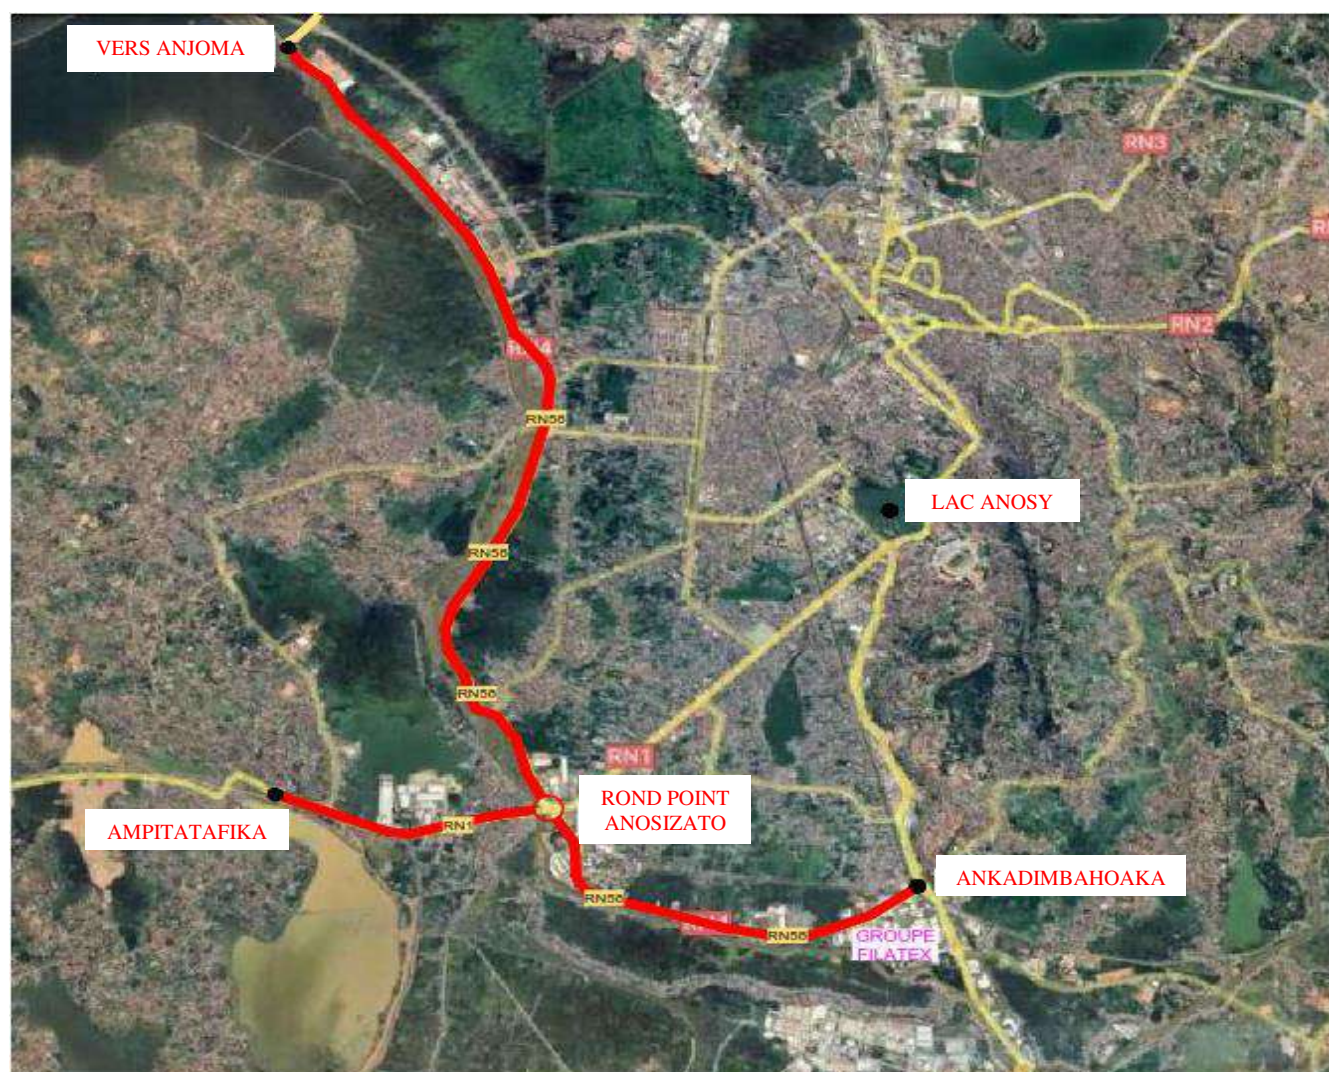 VERS ANJOMA
RN3
RN2
RN58
LAC ANOSY
RN58
RN58
RN1
ROND POINT
ANOSIZATO
AMPITATAFIKA
RN1
ANKADIMBAHOAKA
RN58
RN58
GROUPE
FILATEX